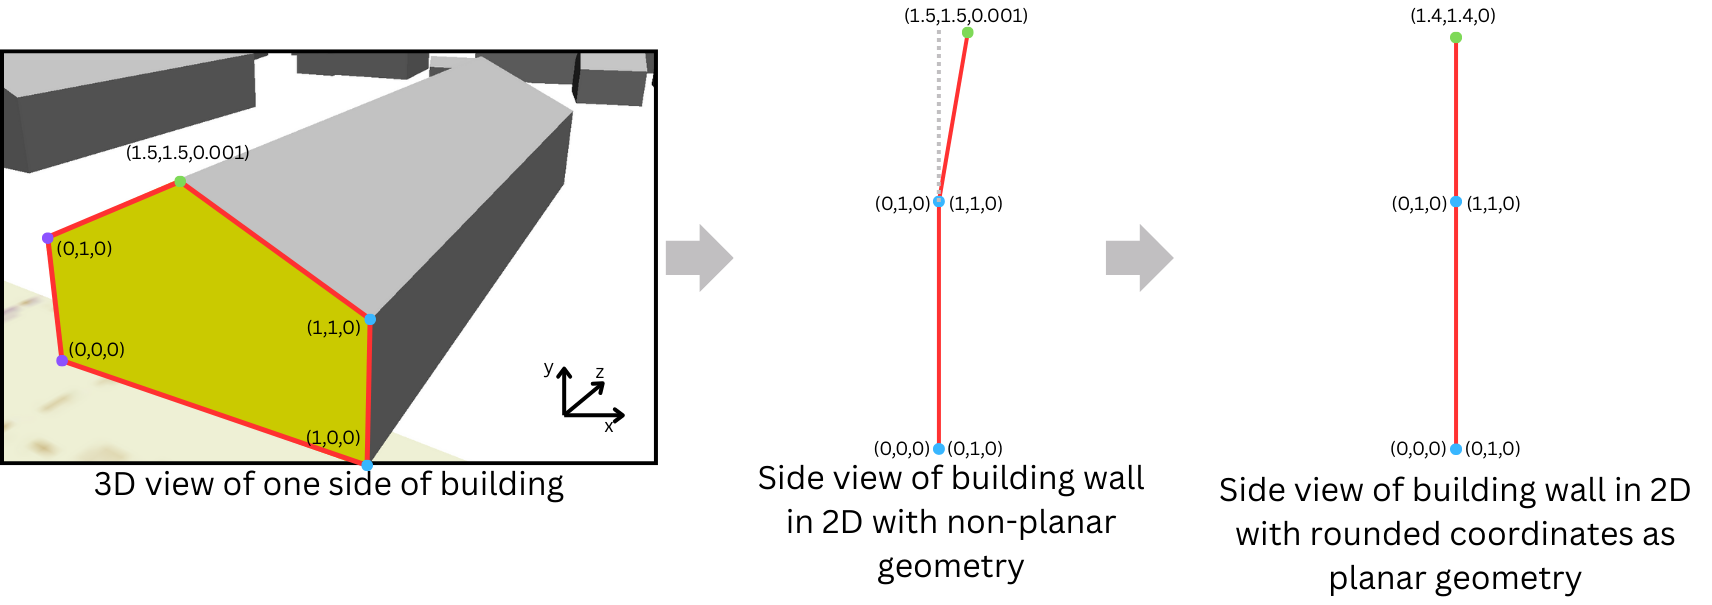 (1.5,1.5,0.001)
(0,1,0)
(0,0,0)
(1,1,0)
(1,0,0)
y
z
x
3D view of one side of building
(1.5,1.5,0.001)
(0,1,0) (1,1,0)
(0,0,0) (0,1,0)
Side view of building wall
in 2D with non-planar
geometry
(1.4,1.4,0)
(0,1,0) (1,1,0)
(0,0,0) (0,1,0)
Side view of building wall in 2D
with rounded coordinates as
planar geometry